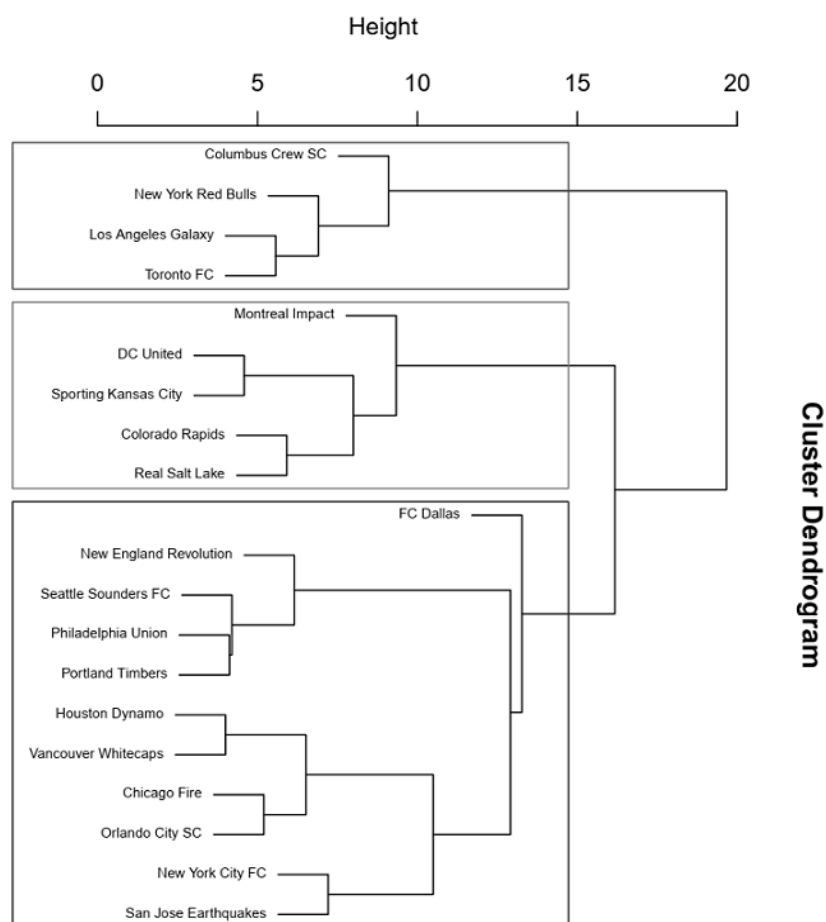 Height
0 5 10 15 20
Columbus Crew SC
New York Red Bulls
Los Angeles Galaxy
Toronto FC
Montreal Impact
DC United
Sporting Kansas City
Colorado Rapids
Real Salt Lake
FC Dallas
New England Revolution
Seattle Sounders FC
Philadelphia Union
Portland Timbers
Houston Dynamo
Vancouver Whitecaps
Chicago Fire
Orlando City SC
New York City FC
San Jose Earthquakes
Cluster Dendrogram